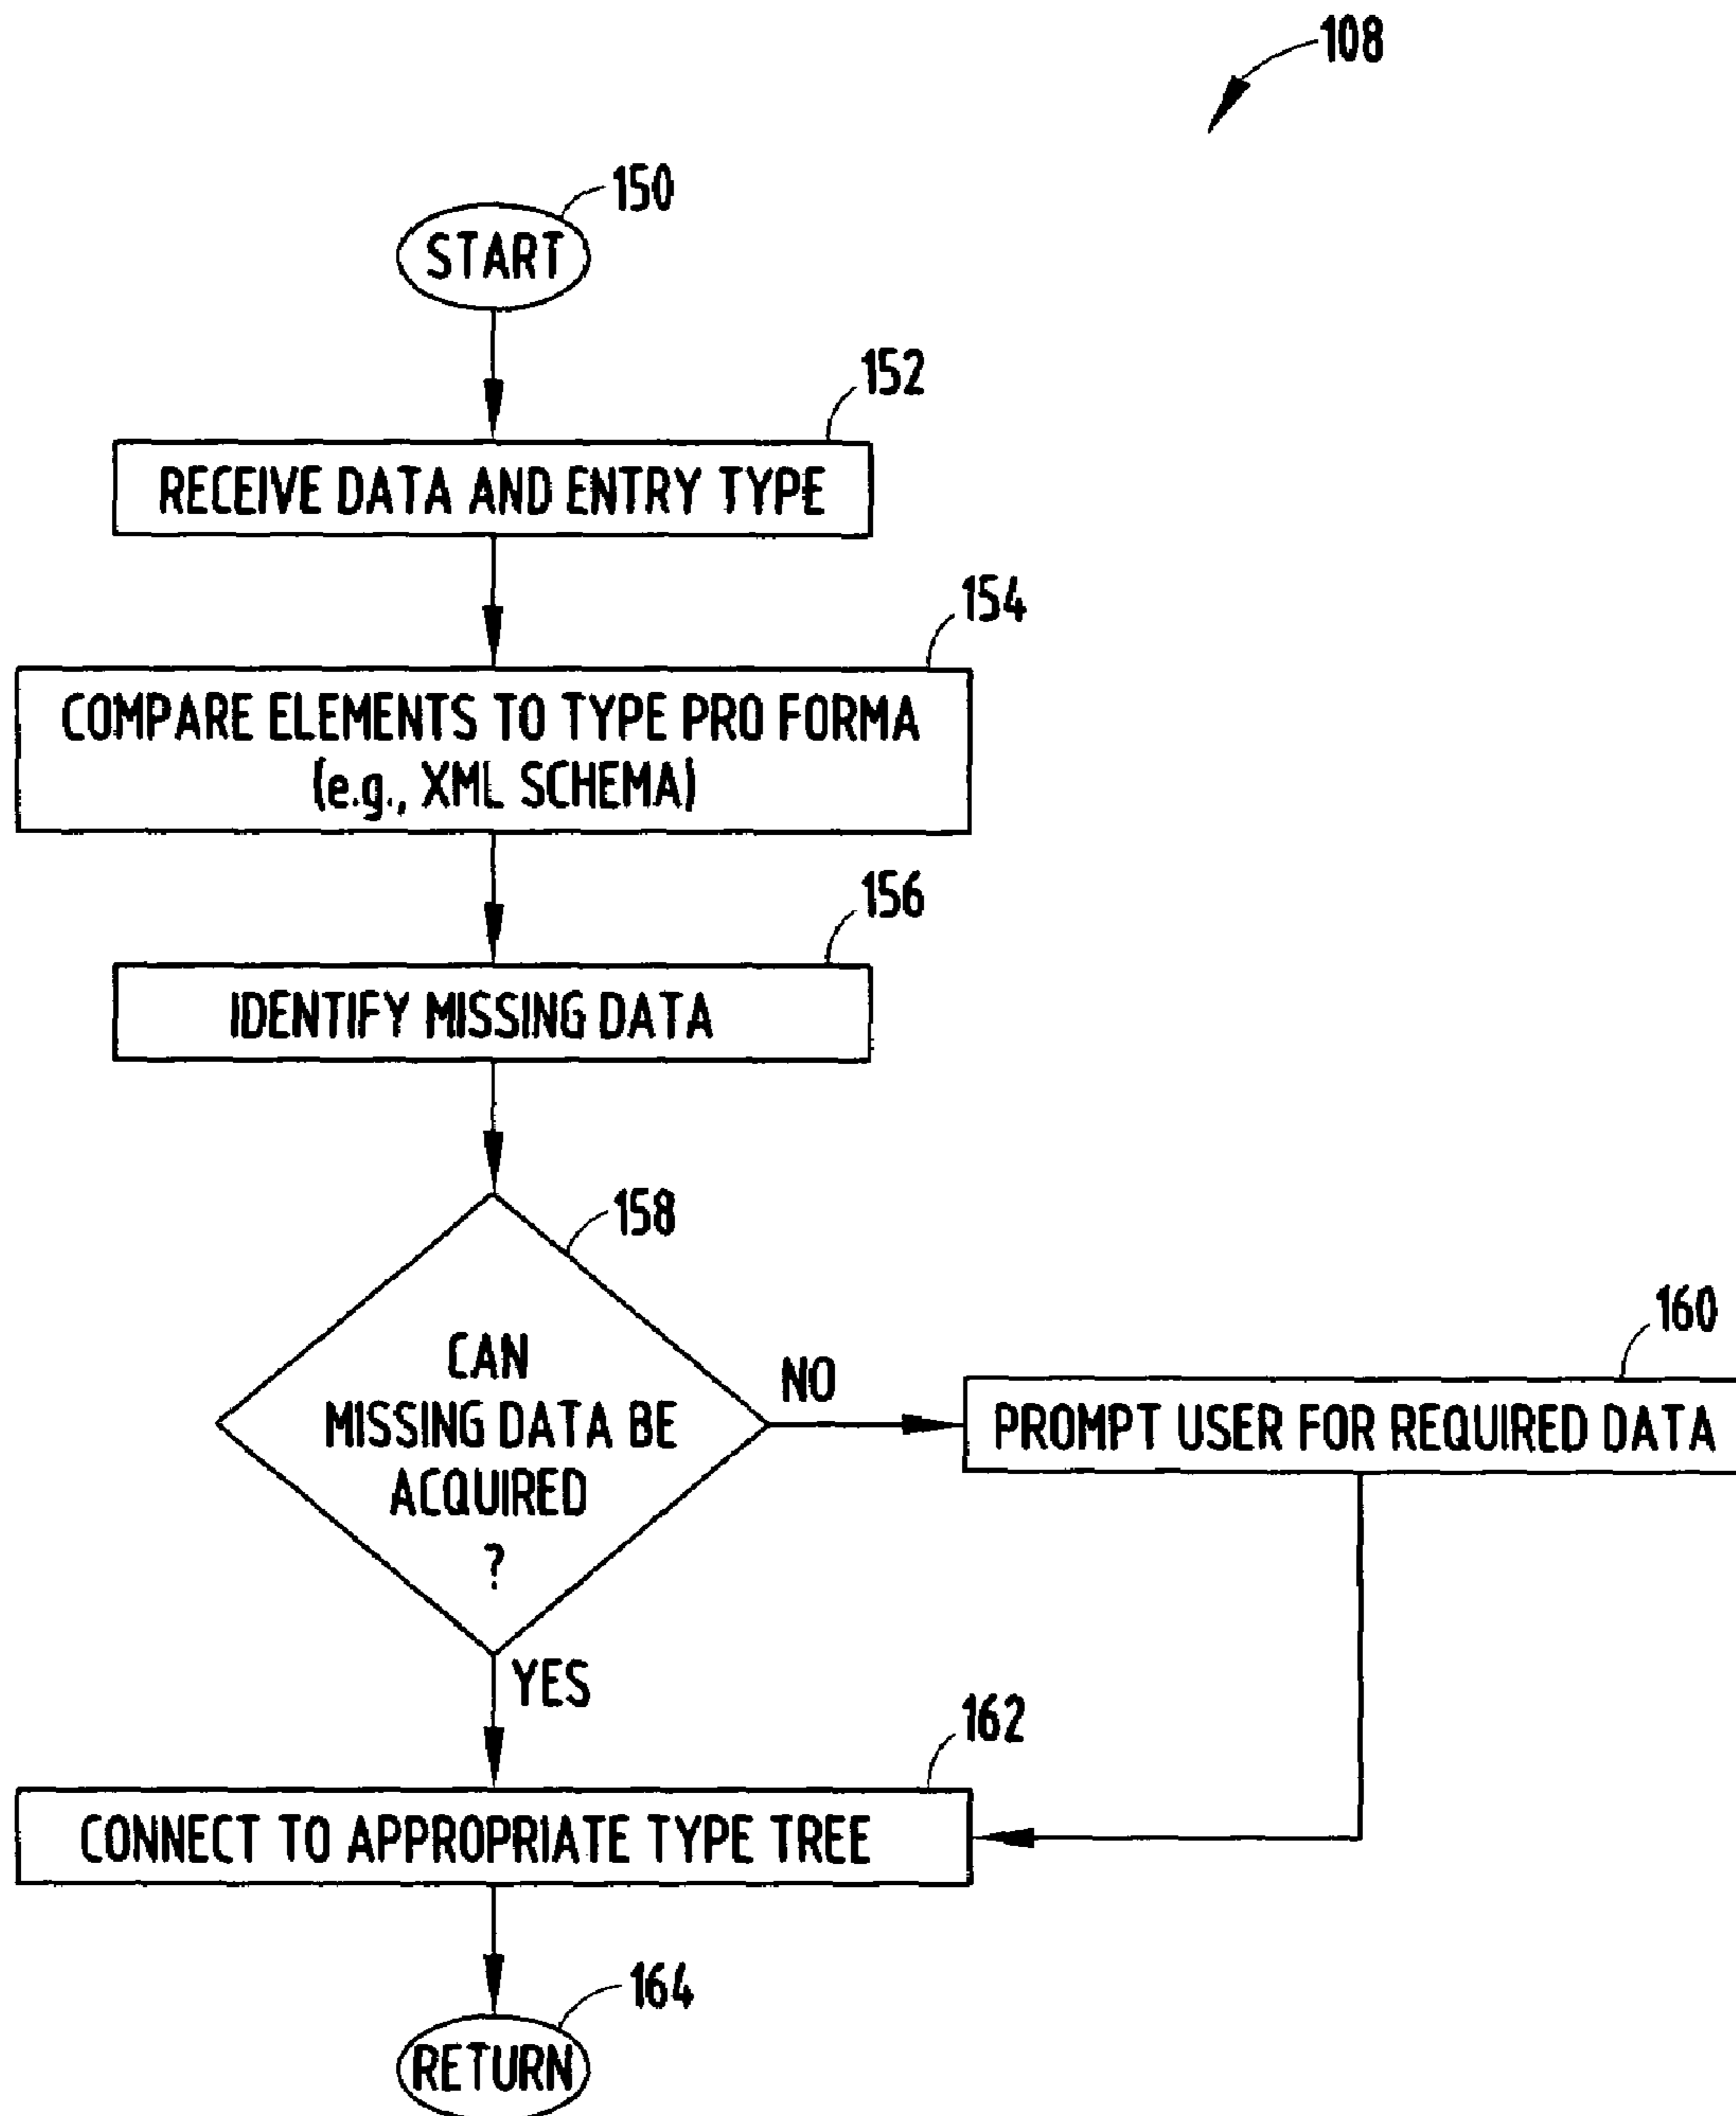 108
150
START
152
RECEIVE DATA AND ENTRY TYPE
154
COMPARE ELEMENTS TO TYPE PRO FORMA
(e.g., XML SCHEMA)
156
IDENTIFY MISSING DATA
158
CAN
MISSING DATA BE
ACQUIRED
?
NO
160
PROMPT USER FOR REQUIRED DATA
YES
162
CONNECT TO APPROPRIATE TYPE TREE
164
RETURN